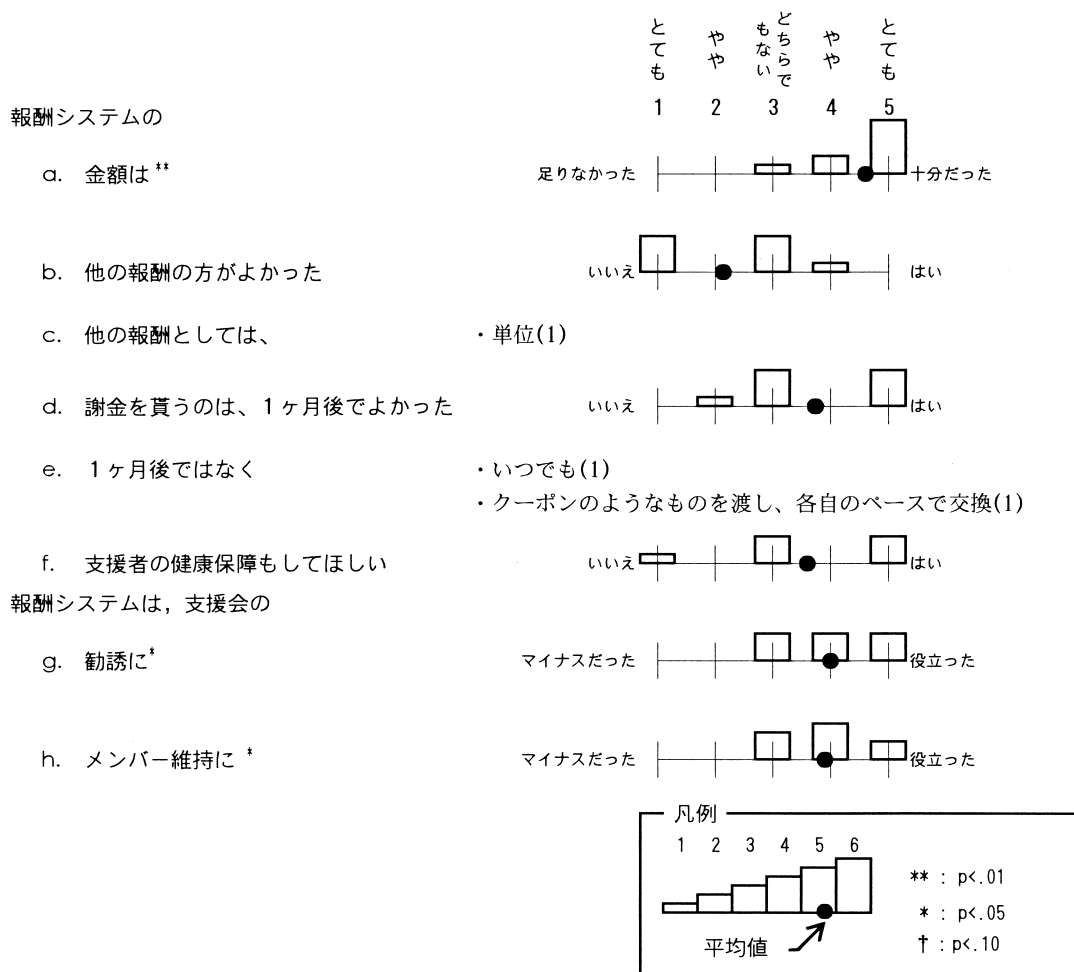 とても
やや
どちらで
もない
やや
とても
1 2 3 4 5
報酬システムの
a. 金額は** 足りなかった 十分だった
b. 他の報酬の方がよかった いいえ はい
c. 他の報酬としては、 ・単位(1)
d. 謝金を貰うのは、1ヶ月後でよかった いいえ はい
e. 1ヶ月後ではなく ・いつでも(1)
・クーポンのようなものを渡し、各自のペースで交換(1)
f. 支援者の健康保障もしてほしい いいえ はい
報酬システムは，支援会の
g. 勧誘に* マイナスだった 役立った
h. メンバー維持に* マイナスだった 役立った
凡例
1 2 3 4 5 6
** : p<.01
* : p<.05
† : p<.10
平均値